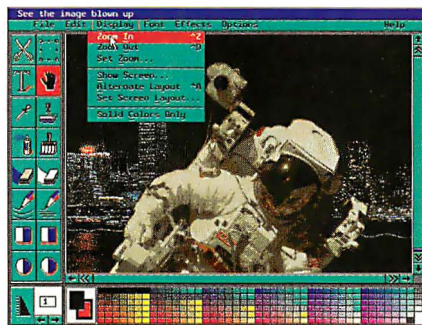 See the image blown up
File Edit Display Font Effects Options Help
Zoom In ^Z
Zoom Out ^O
Set Zoom...
Show Screen...
Alternate Layout ^A
Set Screen Layout...
Solid Colors Only
T
1